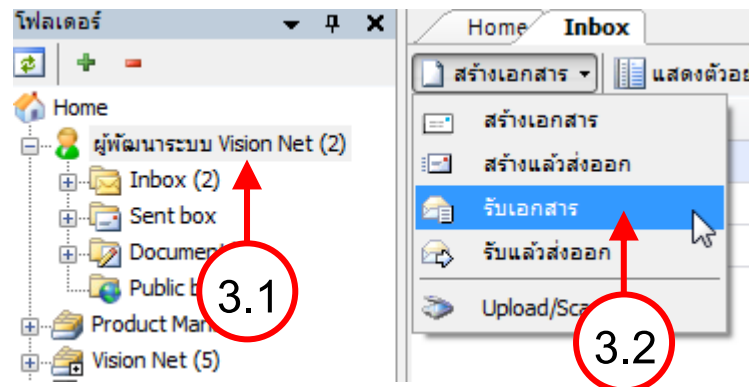 โฟลเดอร์
Home
ผู้พัฒนาระบบ Vision Net (2)
Inbox (2)
Sent box
Document
Public b
3.1
Product Man
Vision Net (5)
Home Inbox
สร้างเอกสาร แสดงตัวอย
สร้างเอกสาร
สร้างแล้วส่งออก
รับเอกสาร
รับแล้วส่งออก
Upload/Sca
3.2